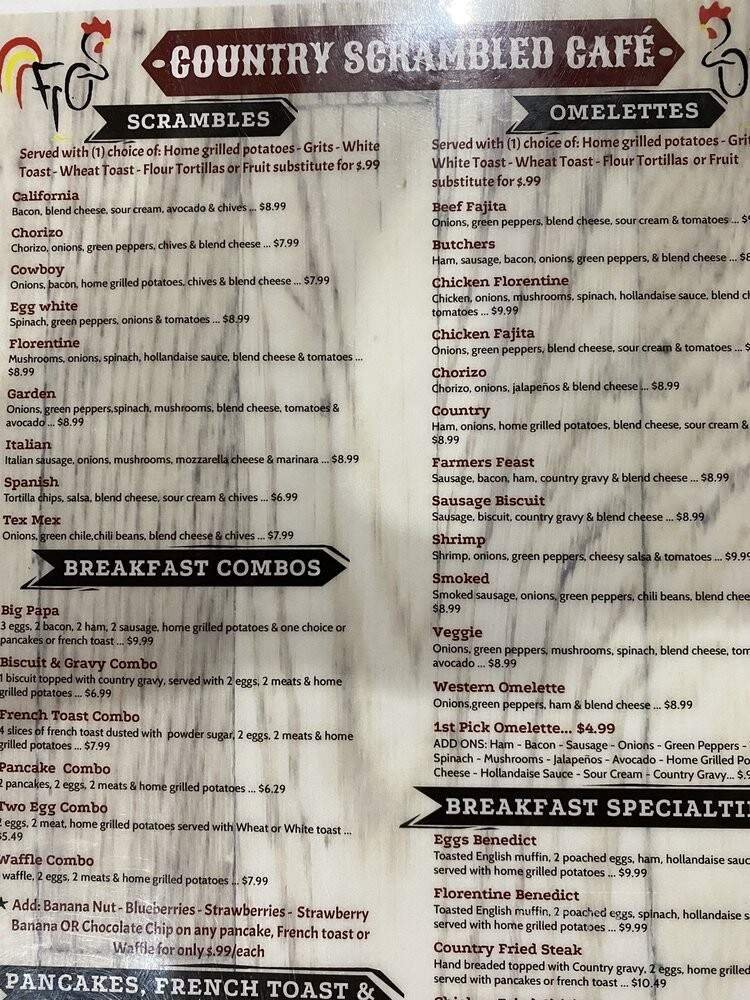 COUNTRY SCRAMBLED CAFÉ
SCRAMBLES
Served with (1) choice of: Home grilled potatoes - Grits - White
Toast - Wheat Toast - Flour Tortillas or Fruit substitute for $.99
California
Bacon, blend cheese, sour cream, avocado & chives ... $8.99
Chorizo
Chorizo, onions, green peppers, chives & blend cheese ... $7.99
Cowboy
Onions, bacon, home grilled potatoes, chives & blend cheese ... $7.99
Egg white
Spinach, green peppers, onions & tomatoes ... $8.99
Florentine
Mushrooms, onions, spinach, hollandaise sauce, blend cheese & tomatoes ...
$8.99
Garden
Onions, green peppers,spinach, mushrooms, blend cheese, tomatoes &
avocado ... $8.99
Italian
Italian sausage, onions, mushrooms, mozzarella cheese & marinara ... $8.99
Spanish
Tortilla chips, salsa, blend cheese, sour cream & chives ... $6.99
Tex Mex
Onions, green chile,chili beans, blend cheese & chives ... $7.99
BREAKFAST COMBOS
Big Papa
3 eggs, 2 bacon, 2 ham, 2 sausage, home grilled potatoes & one choice or
pancakes or french toast ... $9.99
Biscuit & Gravy Combo
1 biscuit topped with country gravy, served with 2 eggs, 2 meats & home
grilled potatoes ... $6.99
French Toast Combo
4 slices of french toast dusted with powder sugar, 2 eggs, 2 meats & home
grilled potatoes ... $7.99
Pancake Combo
2 pancakes, 2 eggs, 2 meats & home grilled potatoes ... $6.29
Two Egg Combo
2 eggs, 2 meat, home grilled potatoes served with Wheat or White toast ...
$5.49
Waffle Combo
waffle, 2 eggs, 2 meats & home grilled potatoes ... $7.99
★ Add: Banana Nut - Blueberries - Strawberries - Strawberry
Banana OR Chocolate Chip on any pancake, French toast or
Waffle for only $.99/each
PANCAKES, FRENCH TOAST &
OMELETTES
Served with (1) choice of: Home grilled potatoes -
White Toast - Wheat Toast - Flour Tortillas or Fruit
substitute for $.99
Beef Fajita
Onions, green peppers, blend cheese, sour cream & tomatoes ...
Butchers
Ham, sausage, bacon, onions, green peppers, & blend cheese ...
Chicken Florentine
Chicken, onions, mushrooms, spinach, hollandaise sauce, blend
tomatoes ... $9.99
Chicken Fajita
Onions, green peppers, blend cheese, sour cream & tomatoes ...
Chorizo
Chorizo, onions, jalapeños & blend cheese ... $8.99
Country
Ham, onions, home grilled potatoes, blend cheese, sour cream &
$8.99
Farmers Feast
Sausage, bacon, ham, country gravy & blend cheese ... $8.99
Sausage Biscuit
Sausage, biscuit, country gravy & blend cheese ... $8.99
Shrimp
Shrimp, onions, green peppers, cheesy salsa & tomatoes ... $9.99
Smoked
Smoked sausage, onions, green peppers, chili beans, blend
$8.99
Veggie
Onions, green peppers, mushrooms, spinach, blend cheese,
avocado ... $8.99
Western Omelette
Onions,green peppers, ham & blend cheese ... $8.99
1st Pick Omelette... $4.99
ADD ONS: Ham - Bacon - Sausage - Onions - Green Peppers -
Spinach - Mushrooms - Jalapeños - Avocado - Home Grilled
Cheese - Hollandaise Sauce - Sour Cream - Country Gravy...
BREAKFAST
Eggs Benedict
Toasted English muffin, 2 poached eggs, ham, hollandaise
served with home grilled potatoes ... $9.99
Florentine Benedict
Toasted English muffin, 2 poached eggs, spinach, hollandaise
served with home grilled potatoes ... $9.99
Country Fried Steak
Hand breaded topped with Country gravy, 2 eggs, home grilled
served with pancakes or french toast ... $10.49